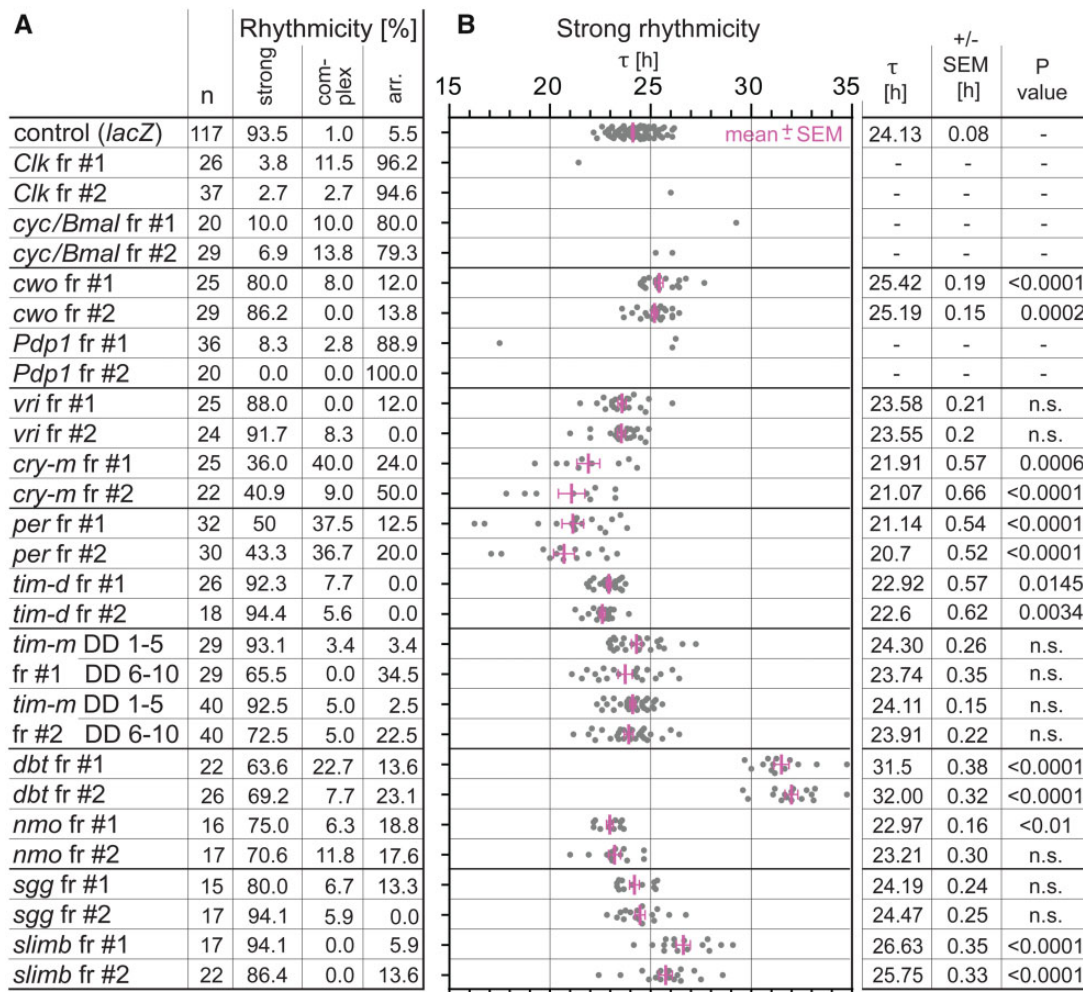 A Rhythmicity [%] B Strong rhythmicity
n strong com-plex arr. τ [h] τ [h] +/- SEM [h] P value
15 20 25 30 35
control (lacZ) 117 93.5 1.0 5.5 mean ± SEM 24.13 0.08 -
Clk fr #1 26 3.8 11.5 96.2 - - -
Clk fr #2 37 2.7 2.7 94.6 - - -
cyc/Bmal fr #1 20 10.0 10.0 80.0 - - -
cyc/Bmal fr #2 29 6.9 13.8 79.3 - - -
cwo fr #1 25 80.0 8.0 12.0 25.42 0.19 <0.0001
cwo fr #2 29 86.2 0.0 13.8 25.19 0.15 0.0002
Pdp1 fr #1 36 8.3 2.8 88.9 - - -
Pdp1 fr #2 20 0.0 0.0 100.0 - - -
vri fr #1 25 88.0 0.0 12.0 23.58 0.21 n.s.
vri fr #2 24 91.7 8.3 0.0 23.55 0.2 n.s.
cry-m fr #1 25 36.0 40.0 24.0 21.91 0.57 0.0006
cry-m fr #2 22 40.9 9.0 50.0 21.07 0.66 <0.0001
per fr #1 32 50 37.5 12.5 21.14 0.54 <0.0001
per fr #2 30 43.3 36.7 20.0 20.7 0.52 <0.0001
tim-d fr #1 26 92.3 7.7 0.0 22.92 0.57 0.0145
tim-d fr #2 18 94.4 5.6 0.0 22.6 0.62 0.0034
tim-m DD 1-5 29 93.1 3.4 3.4 24.30 0.26 n.s.
fr #1 DD 6-10 29 65.5 0.0 34.5 23.74 0.35 n.s.
tim-m DD 1-5 40 92.5 5.0 2.5 24.11 0.15 n.s.
fr #2 DD 6-10 40 72.5 5.0 22.5 23.91 0.22 n.s.
dbt fr #1 22 63.6 22.7 13.6 31.5 0.38 <0.0001
dbt fr #2 26 69.2 7.7 23.1 32.00 0.32 <0.0001
nmo fr #1 16 75.0 6.3 18.8 22.97 0.16 <0.01
nmo fr #2 17 70.6 11.8 17.6 23.21 0.30 n.s.
sgg fr #1 15 80.0 6.7 13.3 24.19 0.24 n.s.
sgg fr #2 17 94.1 5.9 0.0 24.47 0.25 n.s.
slimb fr #1 17 94.1 0.0 5.9 26.63 0.35 <0.0001
slimb fr #2 22 86.4 0.0 13.6 25.75 0.33 <0.0001